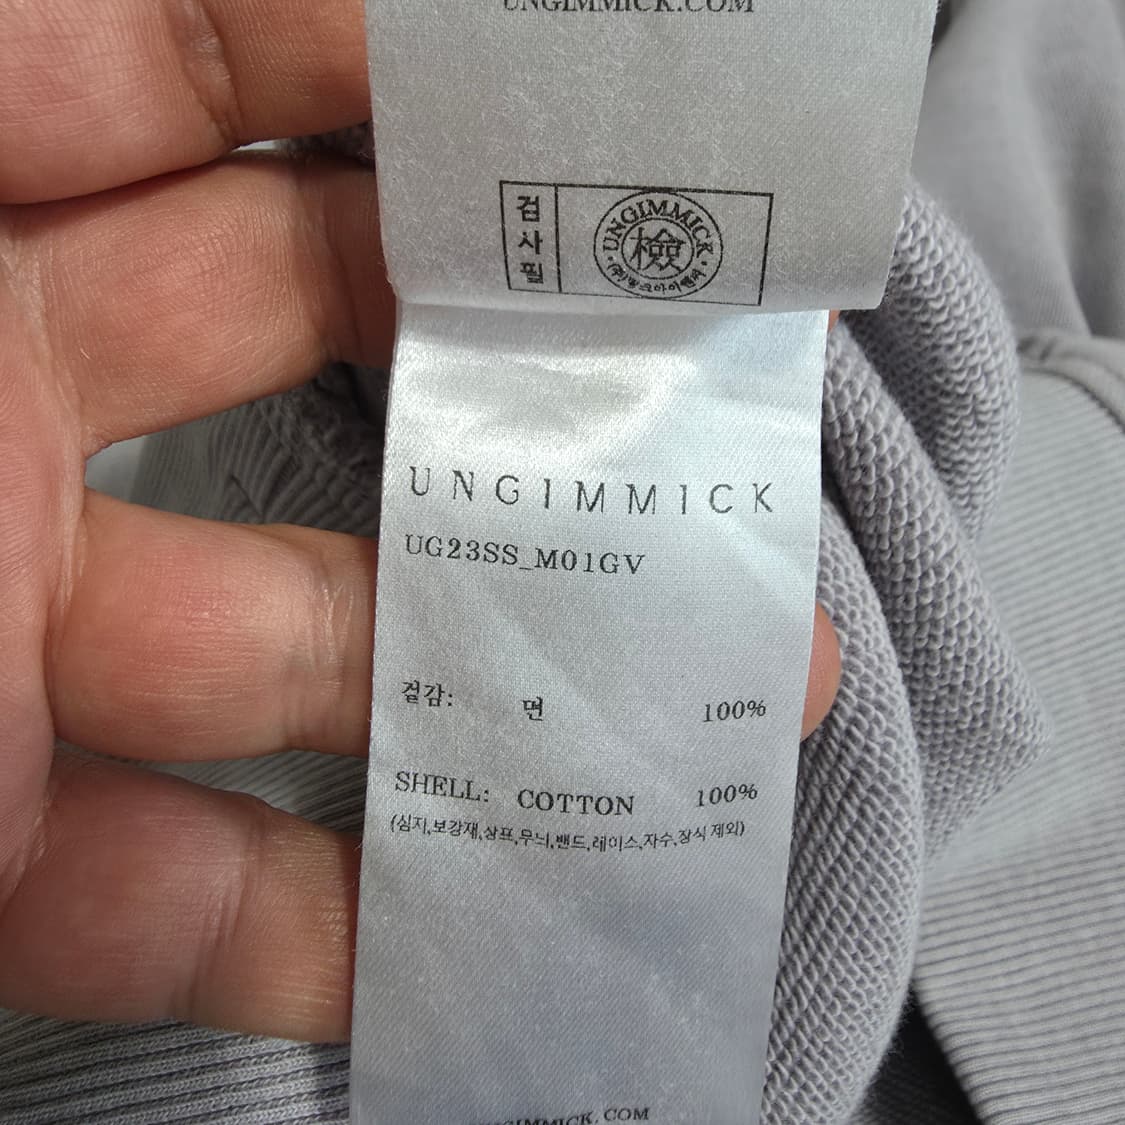 UNGIMMICK.COM
검사필
UNGIMMICK
檢
UNGIMMICK
UG23SS_M01GV
겉감: 면 100%
SHELL: COTTON 100%
(심지,보강재,상표,무늬,밴드,레이스,자수,장식 제외)
UNGIMMICK.COM